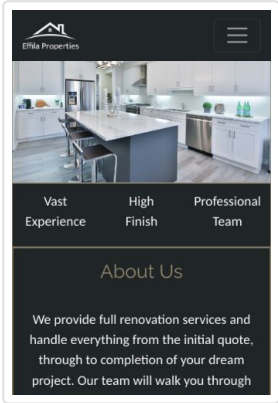 Effila Properties
Vast High Professional
Experience Finish Team
About Us
We provide full renovation services and
handle everything from the initial quote,
through to completion of your dream
project. Our team will walk you through